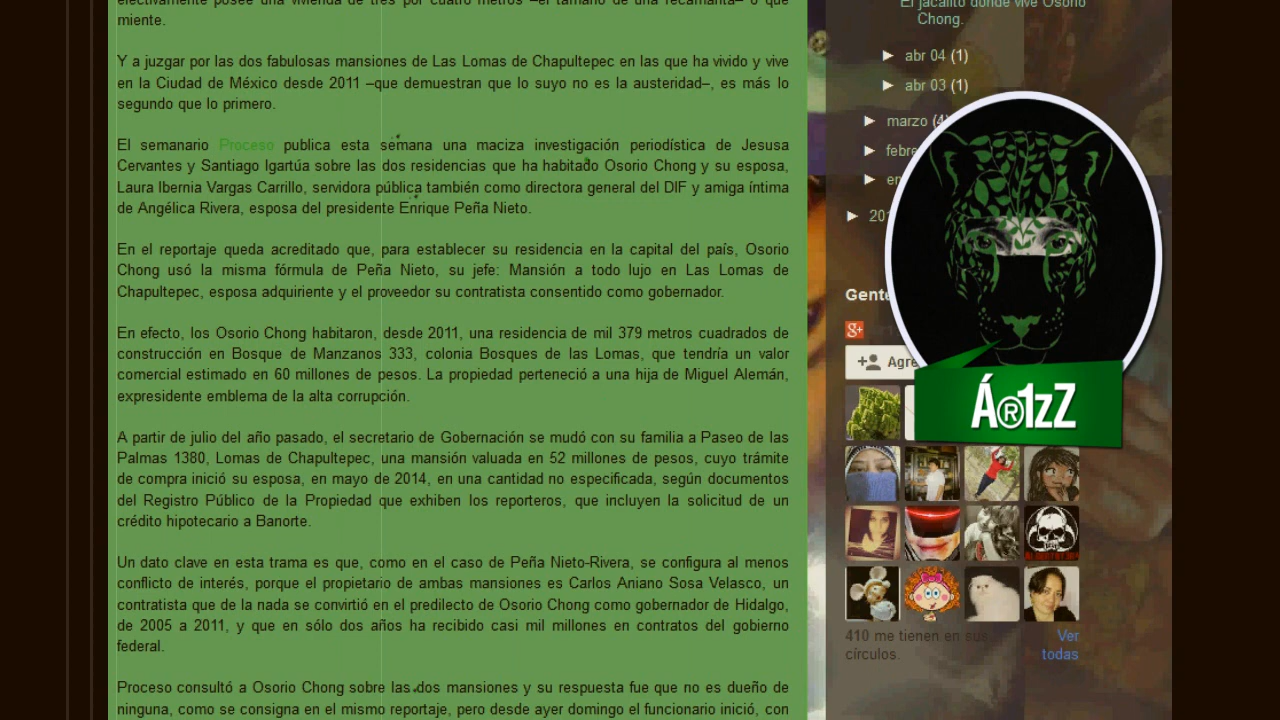 efectivamente posee una vivienda de tres por cuatro metros –el tamaño de una recámarita– o que
miente.
Y a juzgar por las dos fabulosas mansiones de Las Lomas de Chapultepec en las que ha vivido y vive
en la Ciudad de México desde 2011 –que demuestran que lo suyo no es la austeridad–, es más lo
segundo que lo primero.
El semanario Proceso publica esta semana una maciza investigación periodística de Jesusa
Cervantes y Santiago Igartúa sobre las dos residencias que ha habitado Osorio Chong y su esposa,
Laura Ibernia Vargas Carrillo, servidora pública también como directora general del DIF y amiga íntima
de Angélica Rivera, esposa del presidente Enrique Peña Nieto.
En el reportaje queda acreditado que, para establecer su residencia en la capital del país, Osorio
Chong usó la misma fórmula de Peña Nieto, su jefe: Mansión a todo lujo en Las Lomas de
Chapultepec, esposa adquiriente y el proveedor su contratista consentido como gobernador.
En efecto, los Osorio Chong habitaron, desde 2011, una residencia de mil 379 metros cuadrados de
construcción en Bosque de Manzanos 333, colonia Bosques de las Lomas, que tendría un valor
comercial estimado en 60 millones de pesos. La propiedad perteneció a una hija de Miguel Alemán,
expresidente emblema de la alta corrupción.
A partir de julio del año pasado, el secretario de Gobernación se mudó con su familia a Paseo de las
Palmas 1380, Lomas de Chapultepec, una mansión valuada en 52 millones de pesos, cuyo trámite
de compra inició su esposa, en mayo de 2014, en una cantidad no especificada, según documentos
del Registro Público de la Propiedad que exhiben los reporteros, que incluyen la solicitud de un
crédito hipotecario a Banorte.
Un dato clave en esta trama es que, como en el caso de Peña Nieto-Rivera, se configura al menos
conflicto de interés, porque el propietario de ambas mansiones es Carlos Aniano Sosa Velasco, un
contratista que de la nada se convirtió en el predilecto de Osorio Chong como gobernador de Hidalgo,
de 2005 a 2011, y que en sólo dos años ha recibido casi mil millones en contratos del gobierno
federal.
Proceso consultó a Osorio Chong sobre las dos mansiones y su respuesta fue que no es dueño de
ninguna, como se consigna en el mismo reportaje, pero desde ayer domingo el funcionario inició, con
El jacalito donde vive Osorio
Chong.
► abr 04 (1)
► abr 03 (1)
► marzo (4)
► febre
► en
► 201
Gente
g+
Agre
ÁR1zZ
410 me tienen en sus
círculos.
Ver
todas